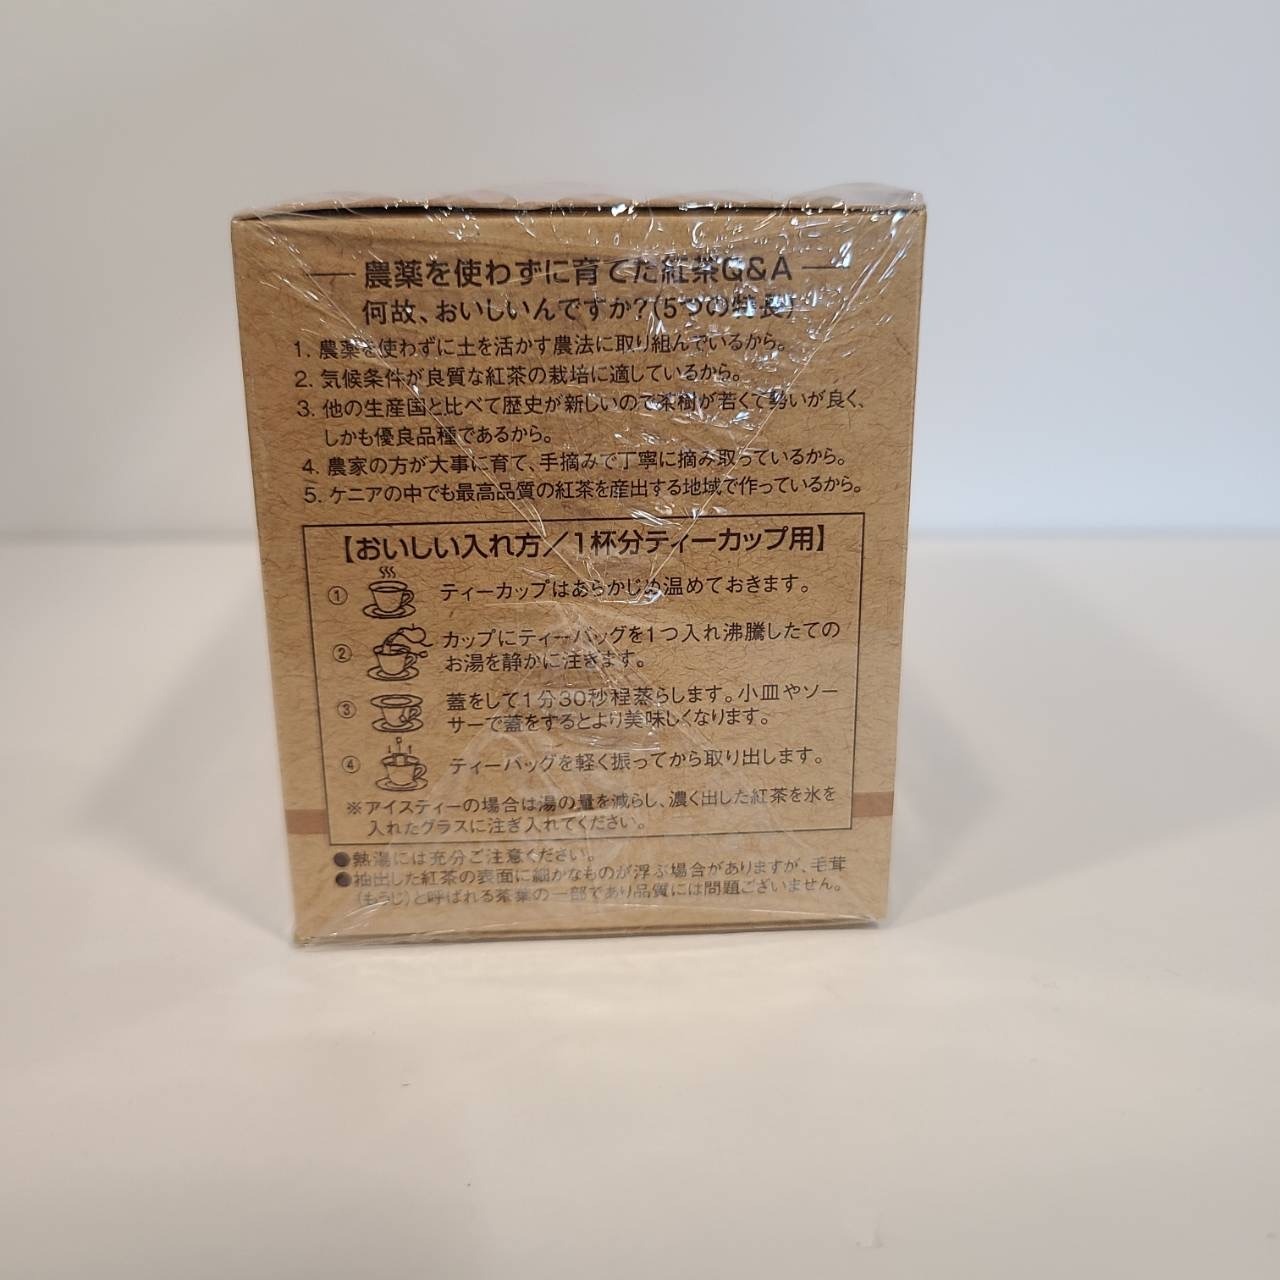 農薬を使わずに育てた紅茶Q&A
何故、おいしいんですか?(5つの特長)
1. 農薬を使わずに土を活かす農法に取り組んでいるから。
2. 気候条件が良質な紅茶の栽培に適しているから。
3. 他の生産国と比べて歴史が新しいので茶樹が若くて勢いが良く、
しかも優良品種であるから。
4. 農家の方が大事に育て、手摘みで丁寧に摘み取っているから。
5. ケニアの中でも最高品質の紅茶を産出する地域で作っているから。
【おいしい入れ方/1杯分ティーカップ用】
① ティーカップはあらかじめ温めておきます。
② カップにティーバッグを1つ入れ沸騰したての
お湯を静かに注ぎます。
③ 蓋をして1分30秒程蒸らします。小皿やソー
サーで蓋をするとより美味しくなります。
④ ティーバッグを軽く振ってから取り出します。
※アイスティーの場合は湯の量を減らし、濃く出した紅茶を氷を
入れたグラスに注ぎ入れてください。
●熱湯には充分ご注意ください。
●抽出した紅茶の表面に細かなものが浮ぶ場合がありますが、毛茸
(もうじ)と呼ばれる茶葉の一部であり品質には問題ございません。